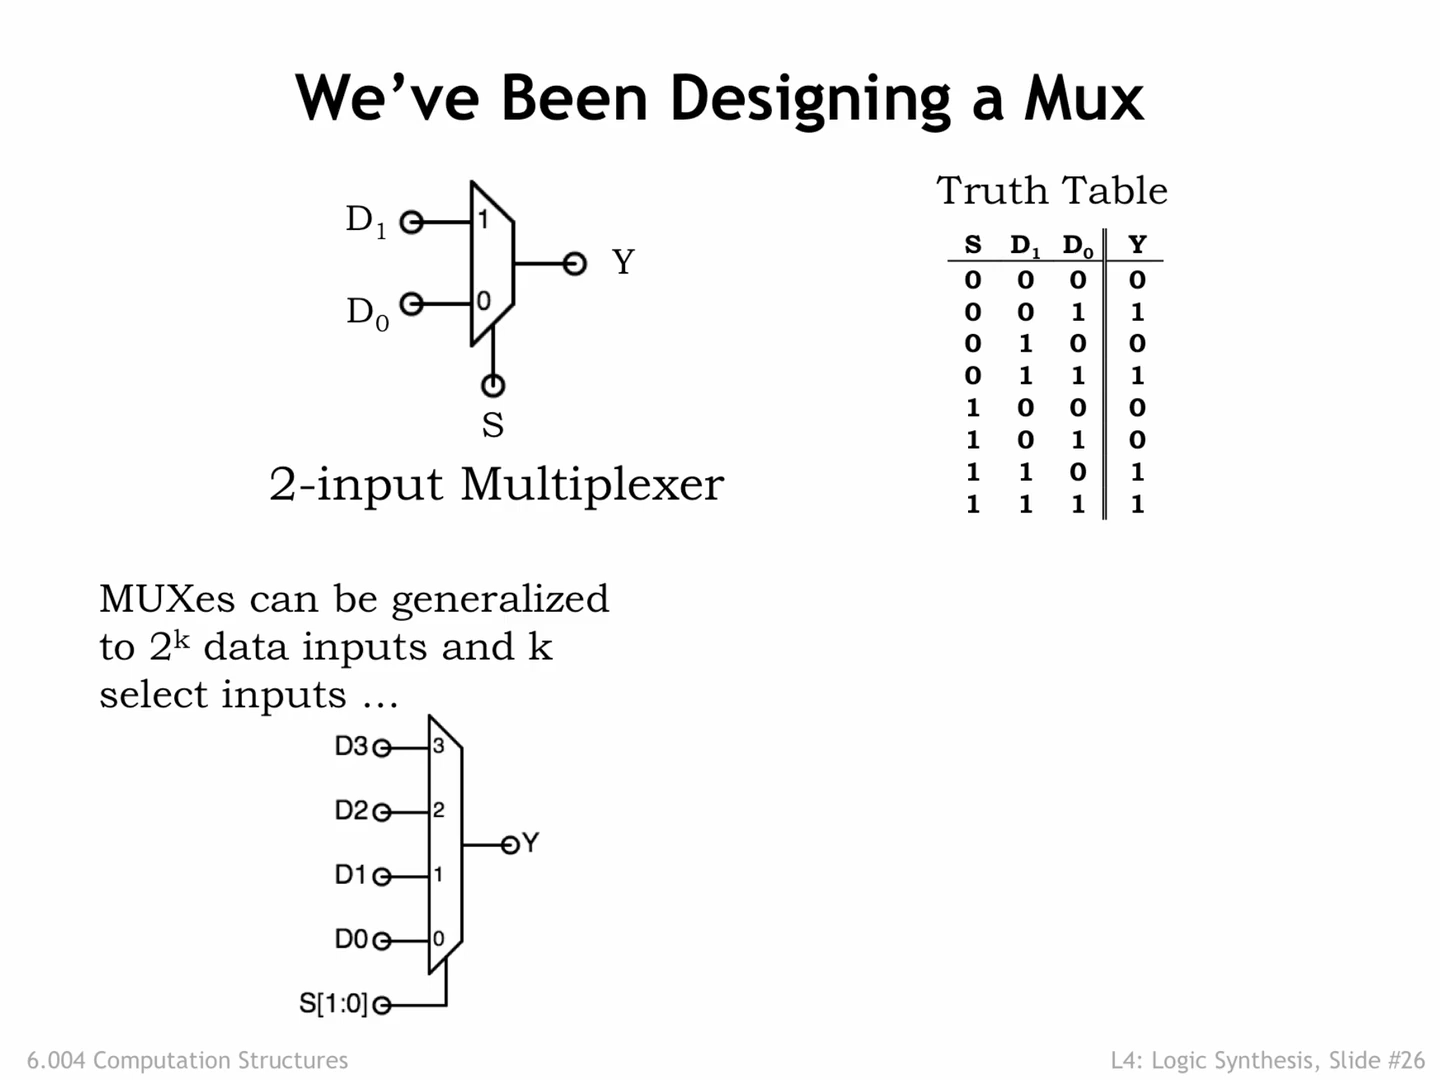 We've Been Designing a Mux
D1
1
D0
0
Y
S
2-input Multiplexer
Truth Table
S D1 D0 Y
0 0 0 0
0 0 1 1
0 1 0 0
0 1 1 1
1 0 0 0
1 0 1 0
1 1 0 1
1 1 1 1
MUXes can be generalized
to 2ᵏ data inputs and k
select inputs …
D3 3
D2 2
Y
D1 1
D0 0
S[1:0]
6.004 Computation Structures
L4: Logic Synthesis, Slide #26